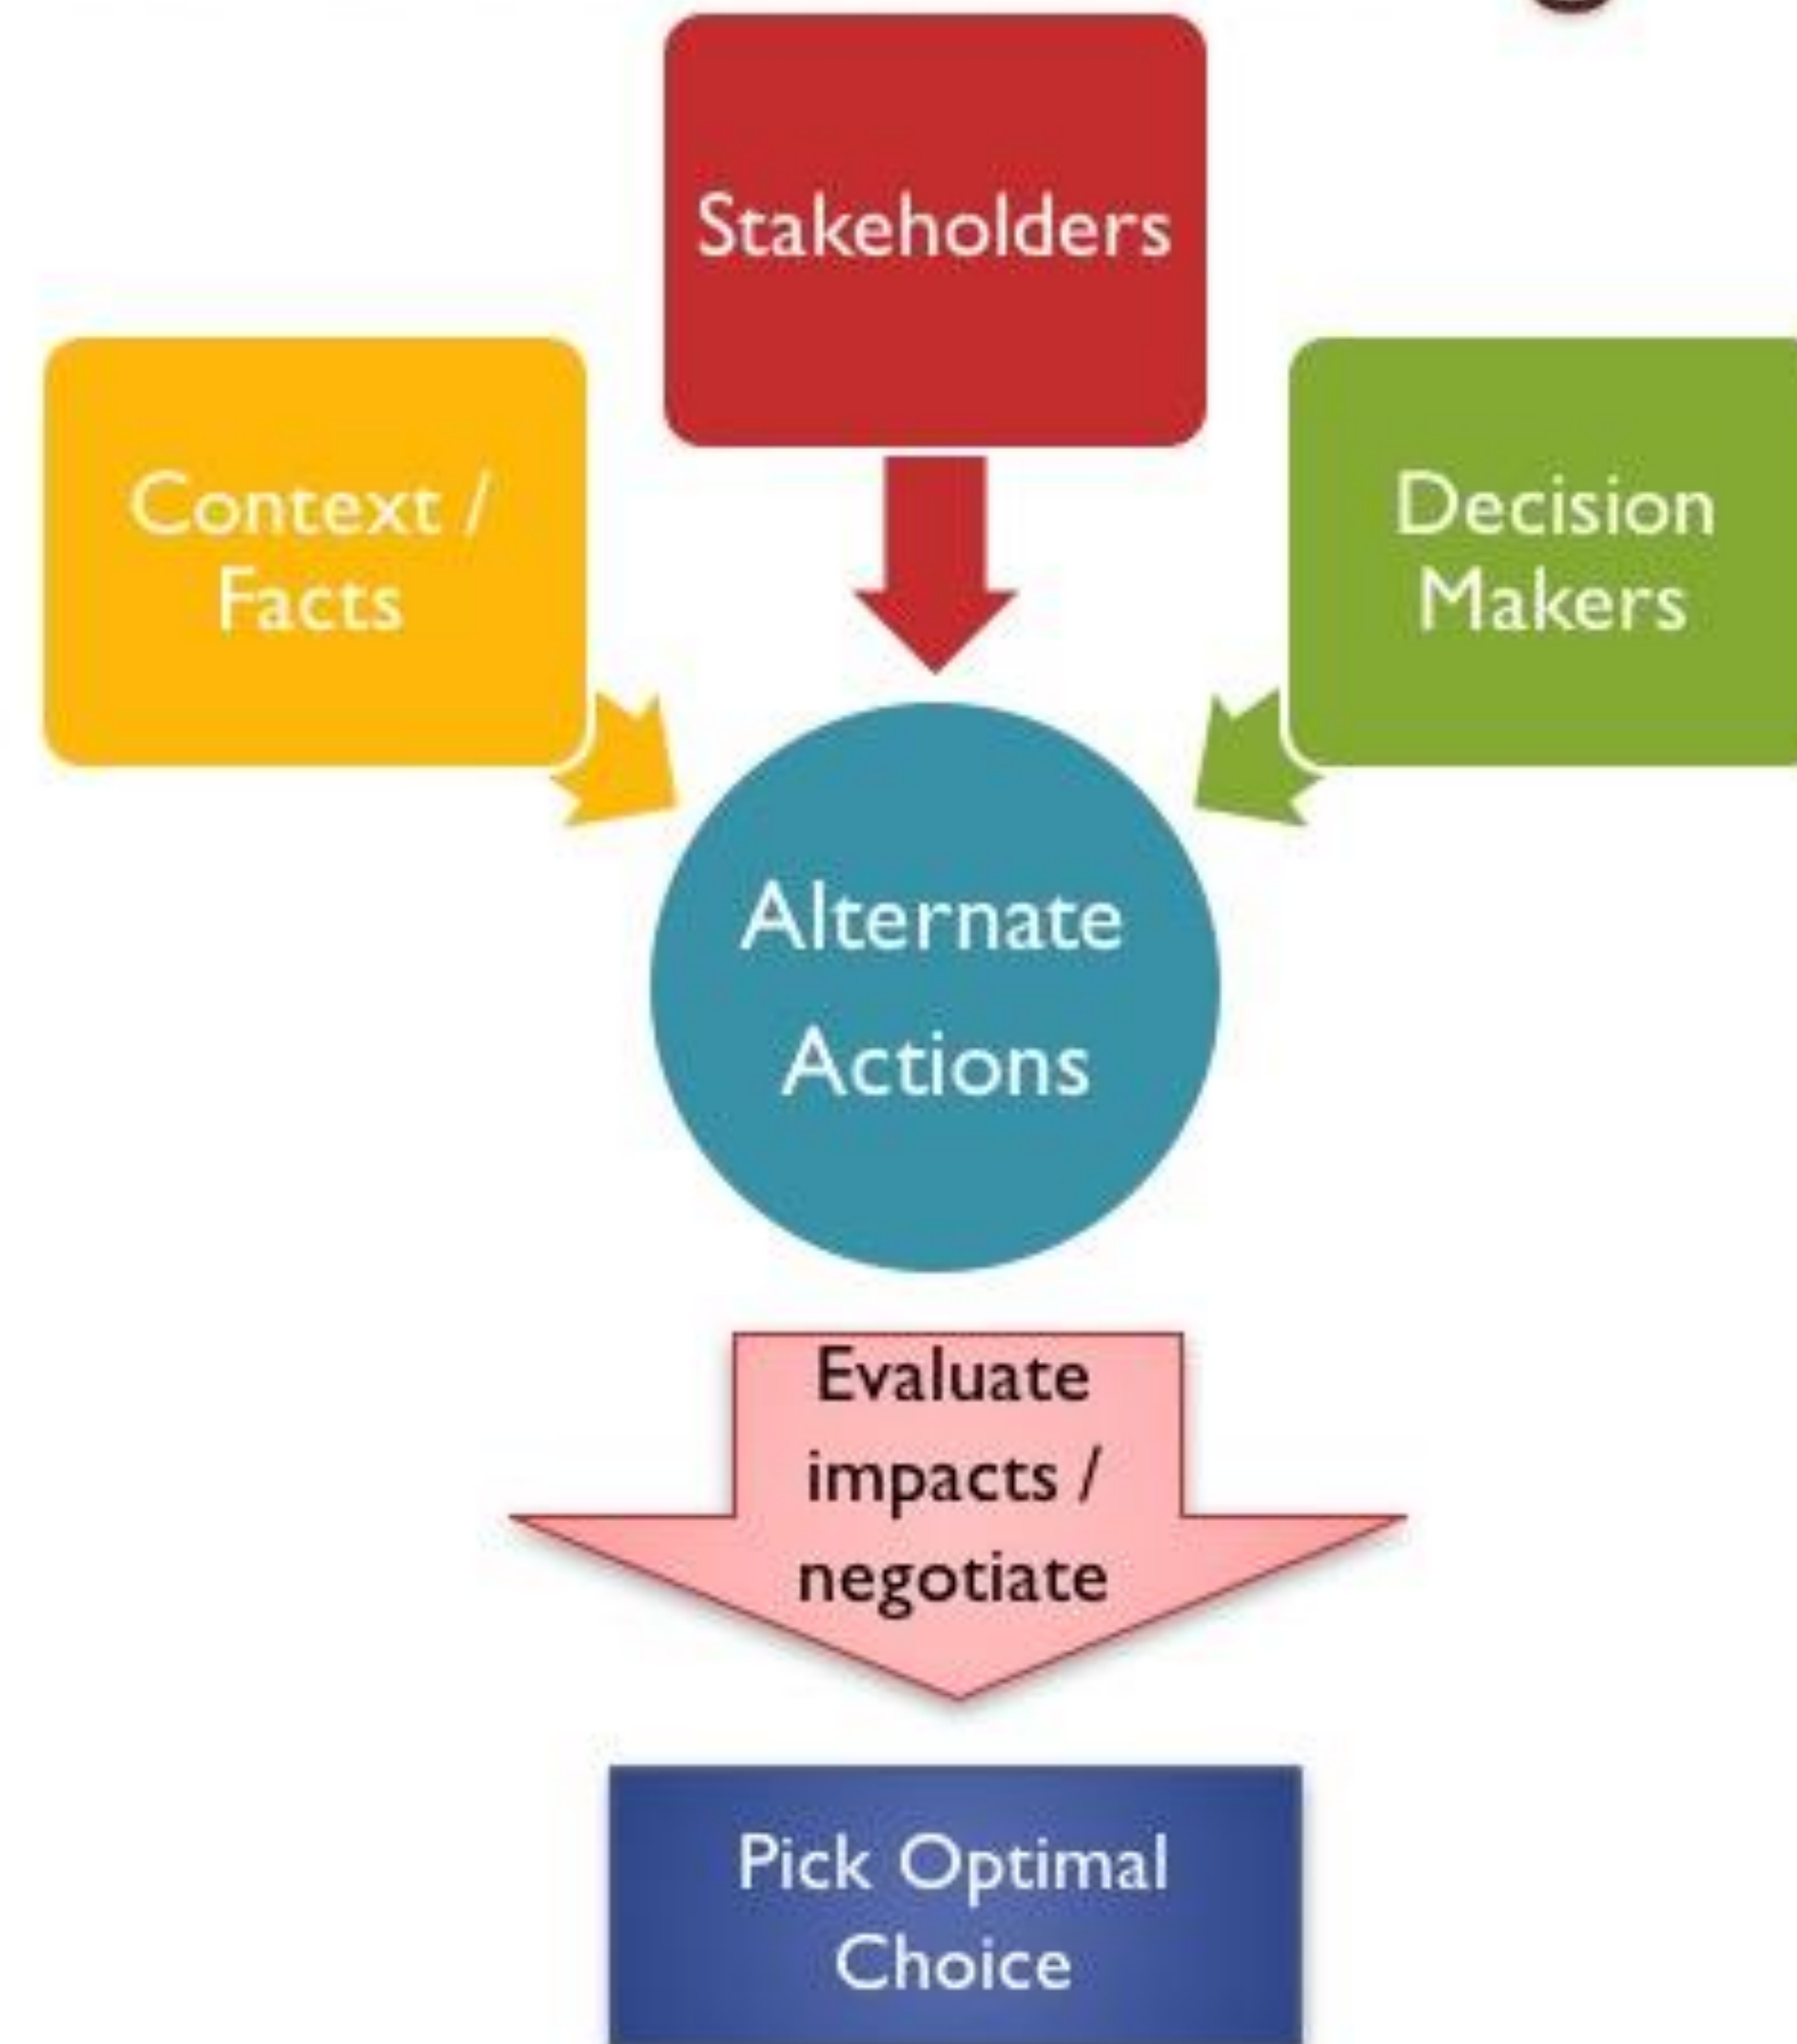 Stakeholders
Context /
Facts
Decision
Makers
Alternate
Actions
Evaluate
impacts /
negotiate
Pick Optimal
Choice